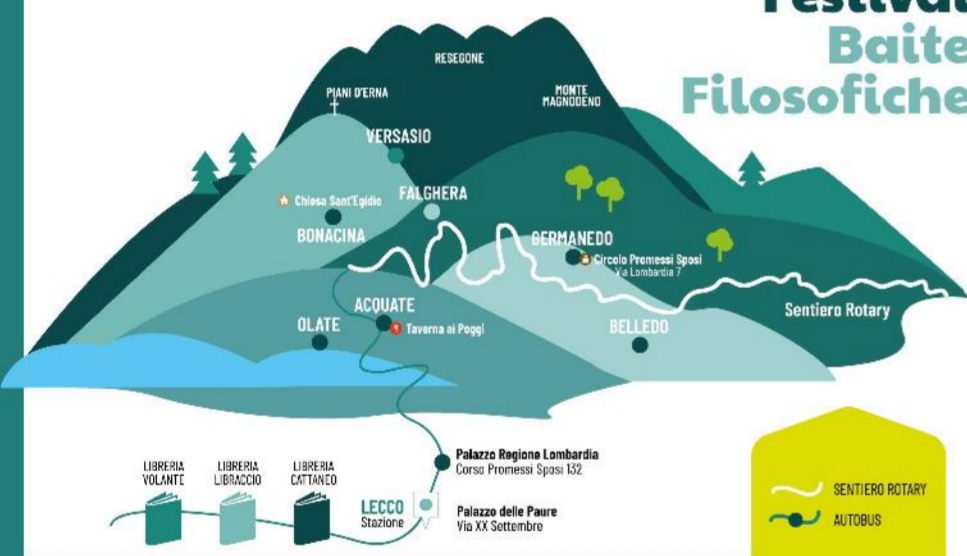 Festival
Baite
Filosofiche
RESEGONE
PIANI D'ERNA
MONTE
MAGNODENO
VERSASIO
FALGHERA
Chiesa Sant'Egidio
BONACINA
GERMANEDO
Circolo Promessi Sposi
Via Lombardia 7
Sentiero Rotary
ACQUATE
Taverna ai Poggi
OLATE
BELLEDO
LIBRERIA
VOLANTE
LIBRERIA
LIBRACCIO
LIBRERIA
CATTANEO
Palazzo Regione Lombardia
Corso Promessi Sposi 132
LECCO
Stazione
Palazzo delle Paure
Via XX Settembre
SENTIERO ROTARY
AUTOBUS